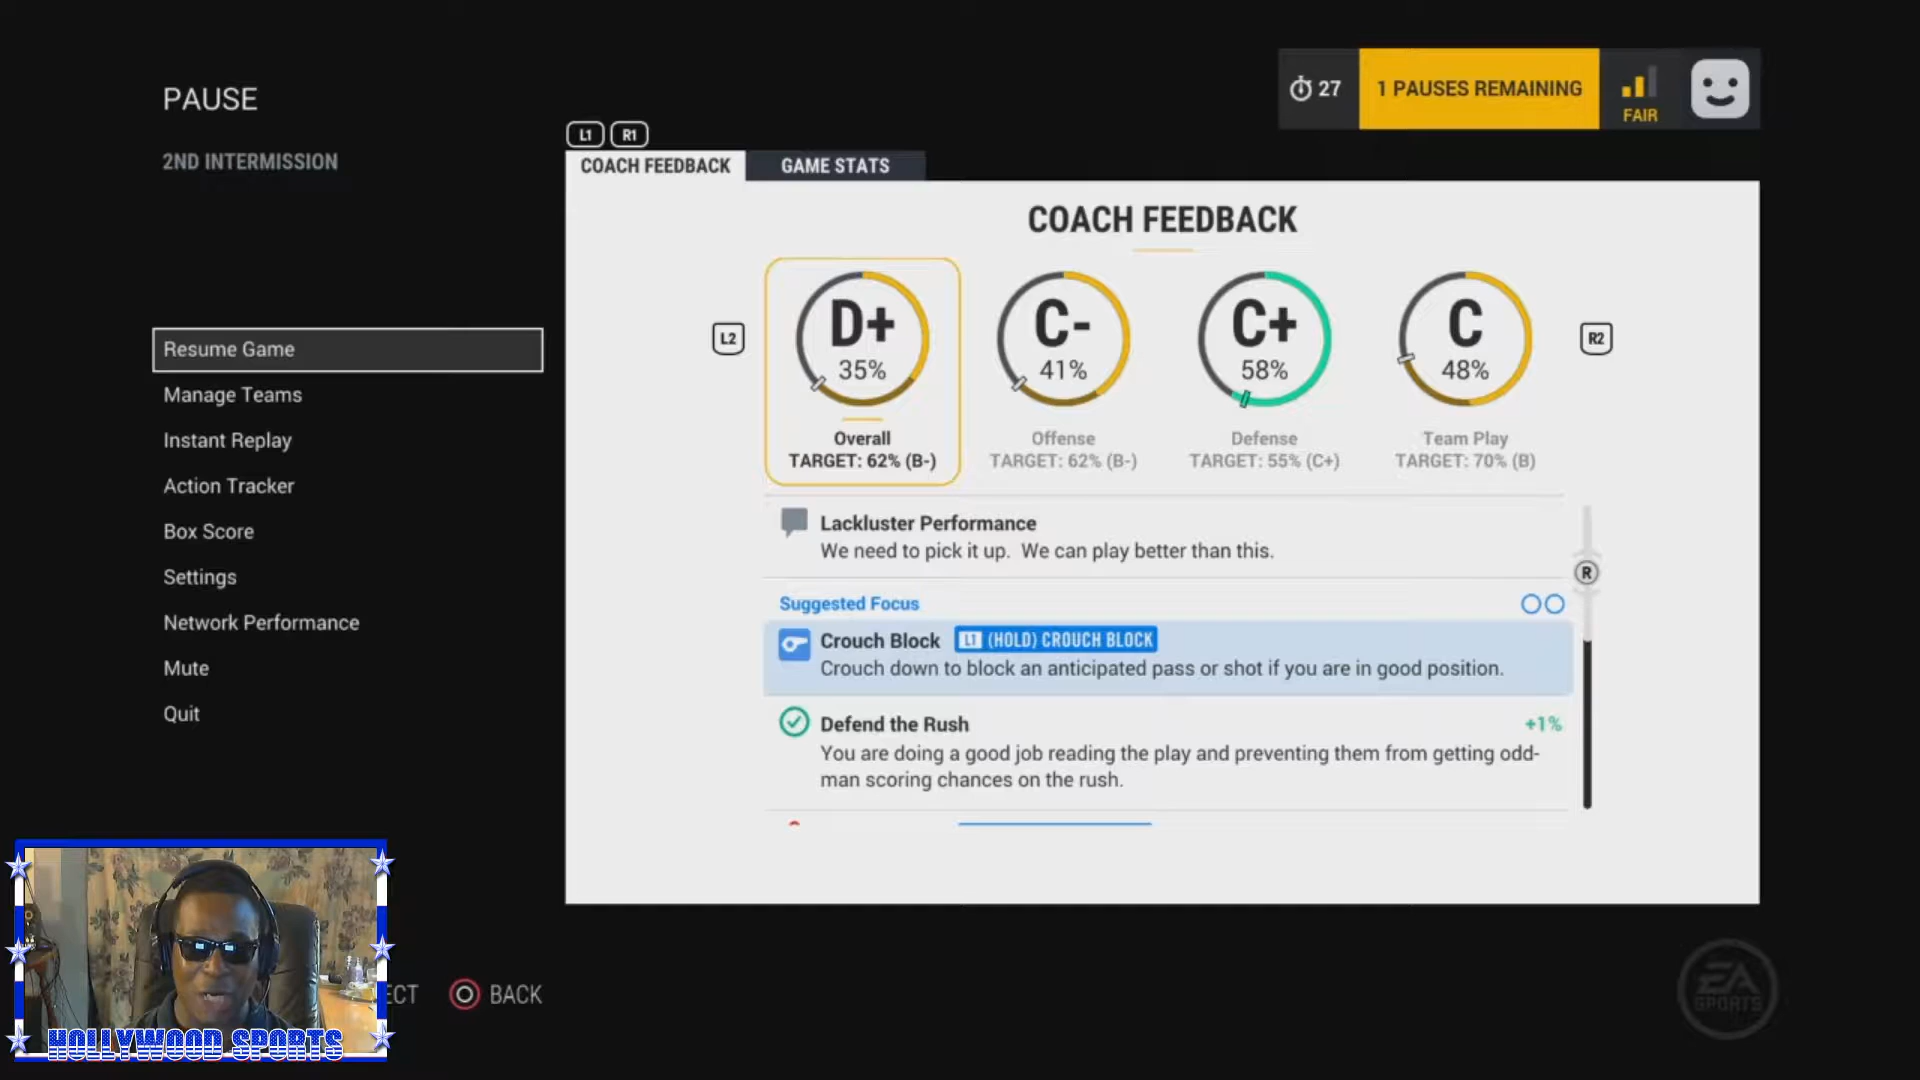 PAUSE
2ND INTERMISSION
27
1 PAUSES REMAINING
FAIR
L1 R1
COACH FEEDBACK
GAME STATS
COACH FEEDBACK
L2
D+
35%
Overall
TARGET: 62% (B-)
C-
41%
Offense
TARGET: 62% (B-)
C+
58%
Defense
TARGET: 55% (C+)
C
48%
Team Play
TARGET: 70% (B)
R2
Lackluster Performance
We need to pick it up. We can play better than this.
R
Suggested Focus
Crouch Block L1 (HOLD) CROUCH BLOCK
Crouch down to block an anticipated pass or shot if you are in good position.
Defend the Rush +1%
You are doing a good job reading the play and preventing them from getting odd-
man scoring chances on the rush.
Resume Game
Manage Teams
Instant Replay
Action Tracker
Box Score
Settings
Network Performance
Mute
Quit
ECT
BACK
HOLLYWOOD SPORTS
EA
SPORTS